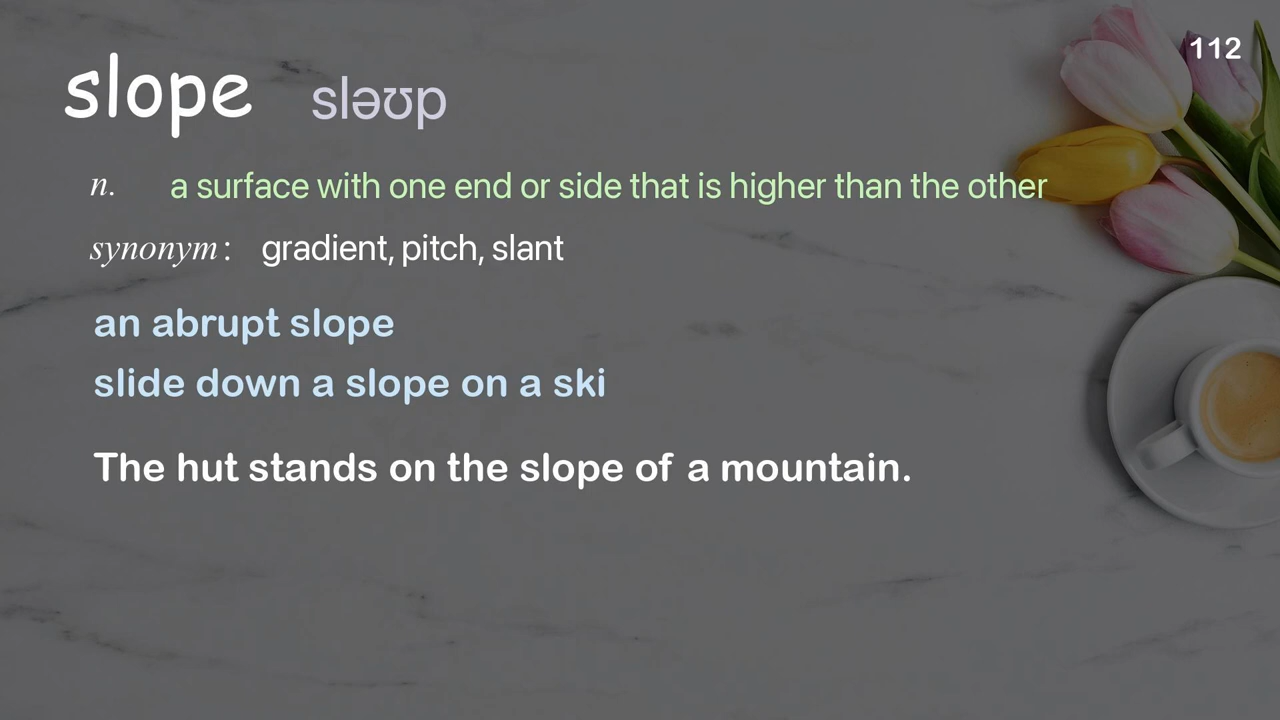 112
slope sləʊp
n. a surface with one end or side that is higher than the other
synonym: gradient, pitch, slant
an abrupt slope
slide down a slope on a ski
The hut stands on the slope of a mountain.